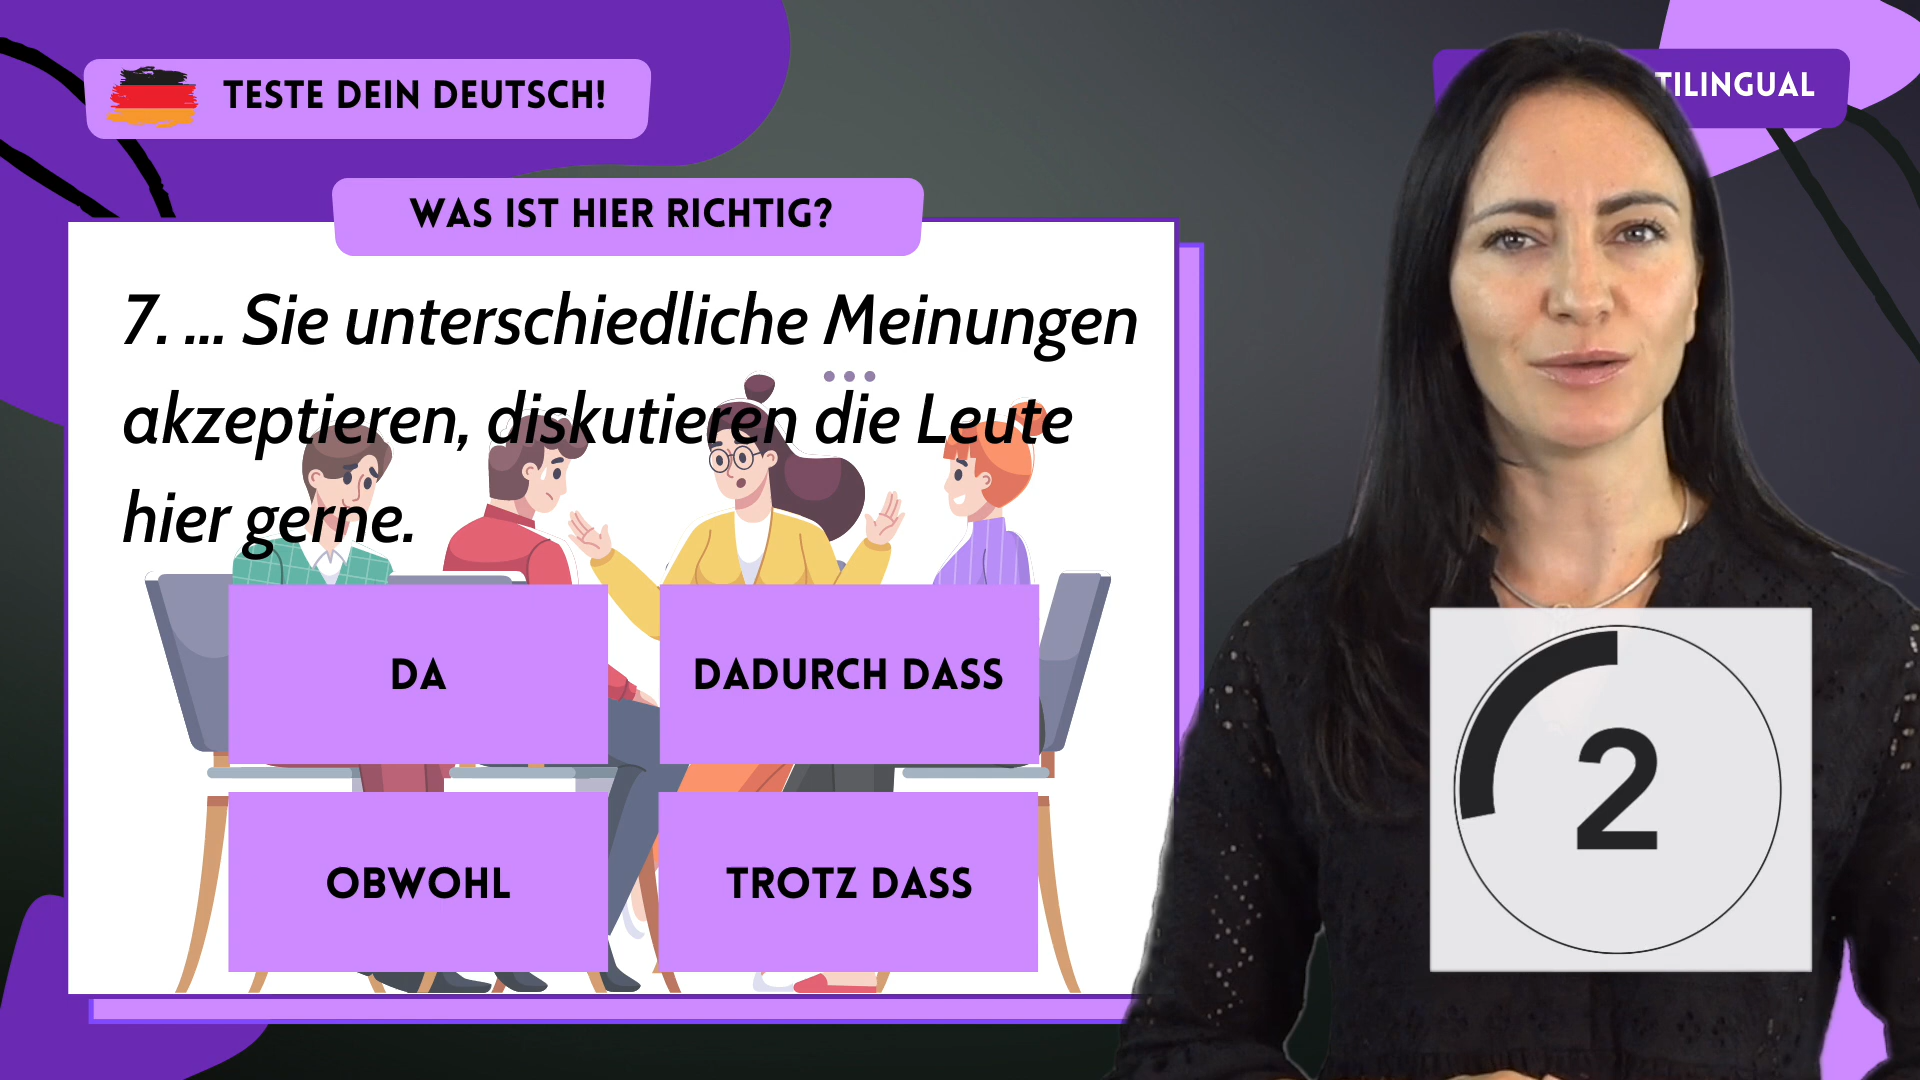 TESTE DEIN DEUTSCH!
TILINGUAL
WAS IST HIER RICHTIG?
7. ... Sie unterschiedliche Meinungen
akzeptieren, diskutieren die Leute
hier gerne.
DA
DADURCH DASS
OBWOHL
TROTZ DASS
2